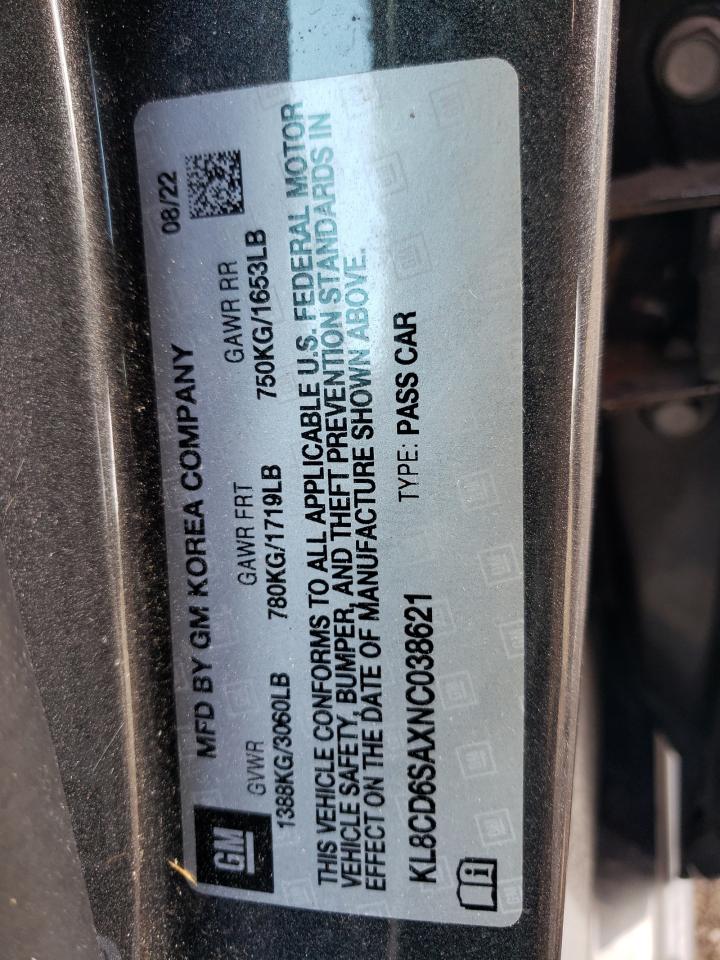 GM
MFD BY GM KOREA COMPANY
08/22
GVWR
GAWR FRT
GAWR RR
1388KG/3060LB
780KG/1719LB
750KG/1653LB
THIS VEHICLE CONFORMS TO ALL APPLICABLE U.S. FEDERAL MOTOR
VEHICLE SAFETY, BUMPER, AND THEFT PREVENTION STANDARDS IN
EFFECT ON THE DATE OF MANUFACTURE SHOWN ABOVE.
KL8CD6SAXNC038621
TYPE: PASS CAR